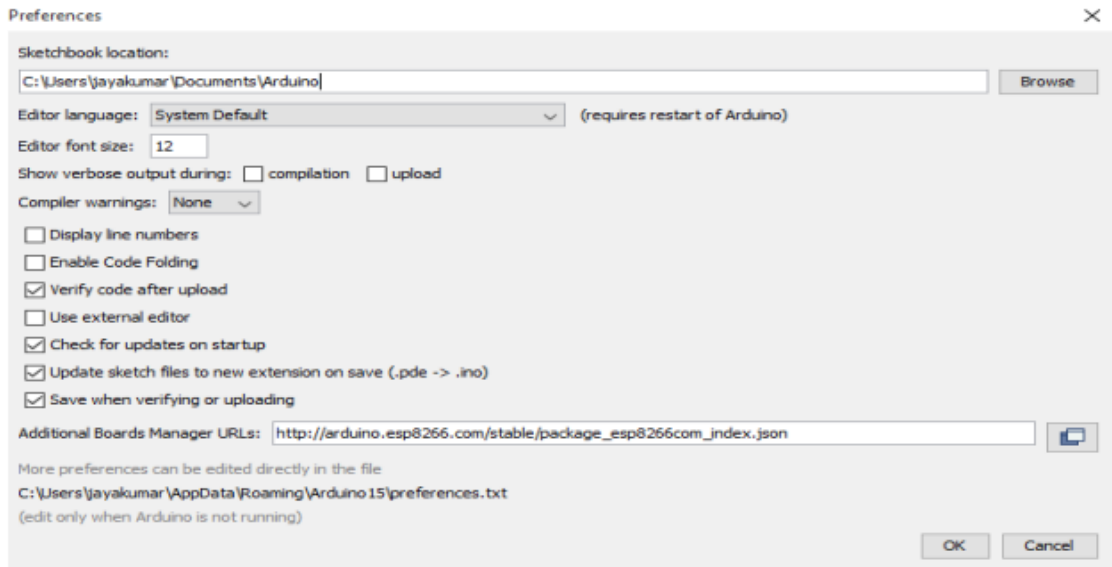 Preferences
Sketchbook location:
C:\Users\jayakumar\Documents\Arduino Browse
Editor language: System Default (requires restart of Arduino)
Editor font size: 12
Show verbose output during: compilation upload
Compiler warnings: None
Display line numbers
Enable Code Folding
Verify code after upload
Use external editor
Check for updates on startup
Update sketch files to new extension on save (.pde -> .ino)
Save when verifying or uploading
Additional Boards Manager URLs: http://arduino.esp8266.com/stable/package_esp8266com_index.json
More preferences can be edited directly in the file
C:\Users\jayakumar\AppData\Roaming\Arduino15\preferences.txt
(edit only when Arduino is not running)
OK Cancel